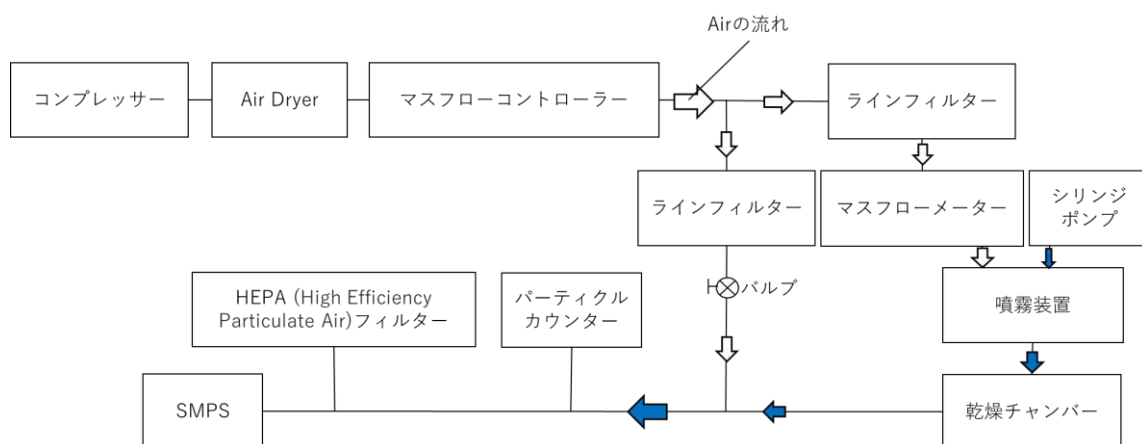 Airの流れ
コンプレッサー
Air Dryer
マスフローコントローラー
ラインフィルター
ラインフィルター
マスフローメーター
シリンジ
ポンプ
バルブ
噴霧装置
HEPA (High Efficiency
Particulate Air)フィルター
パーティクル
カウンター
SMPS
乾燥チャンバー